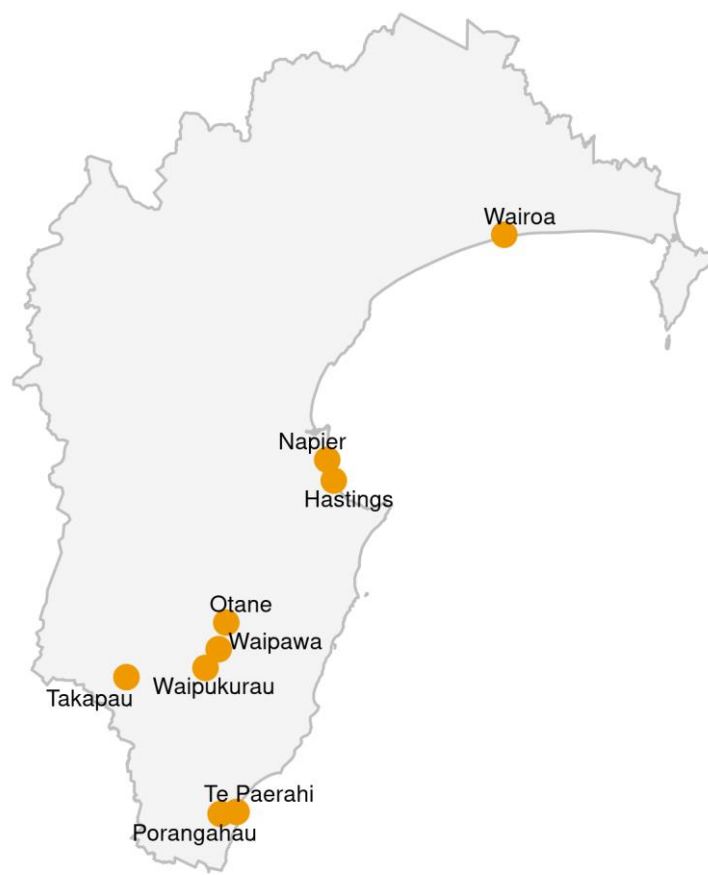 Wairoa
Napier
Hastings
Otane
Waipawa
Waipukurau
Takapau
Te Paerahi
Porangahau